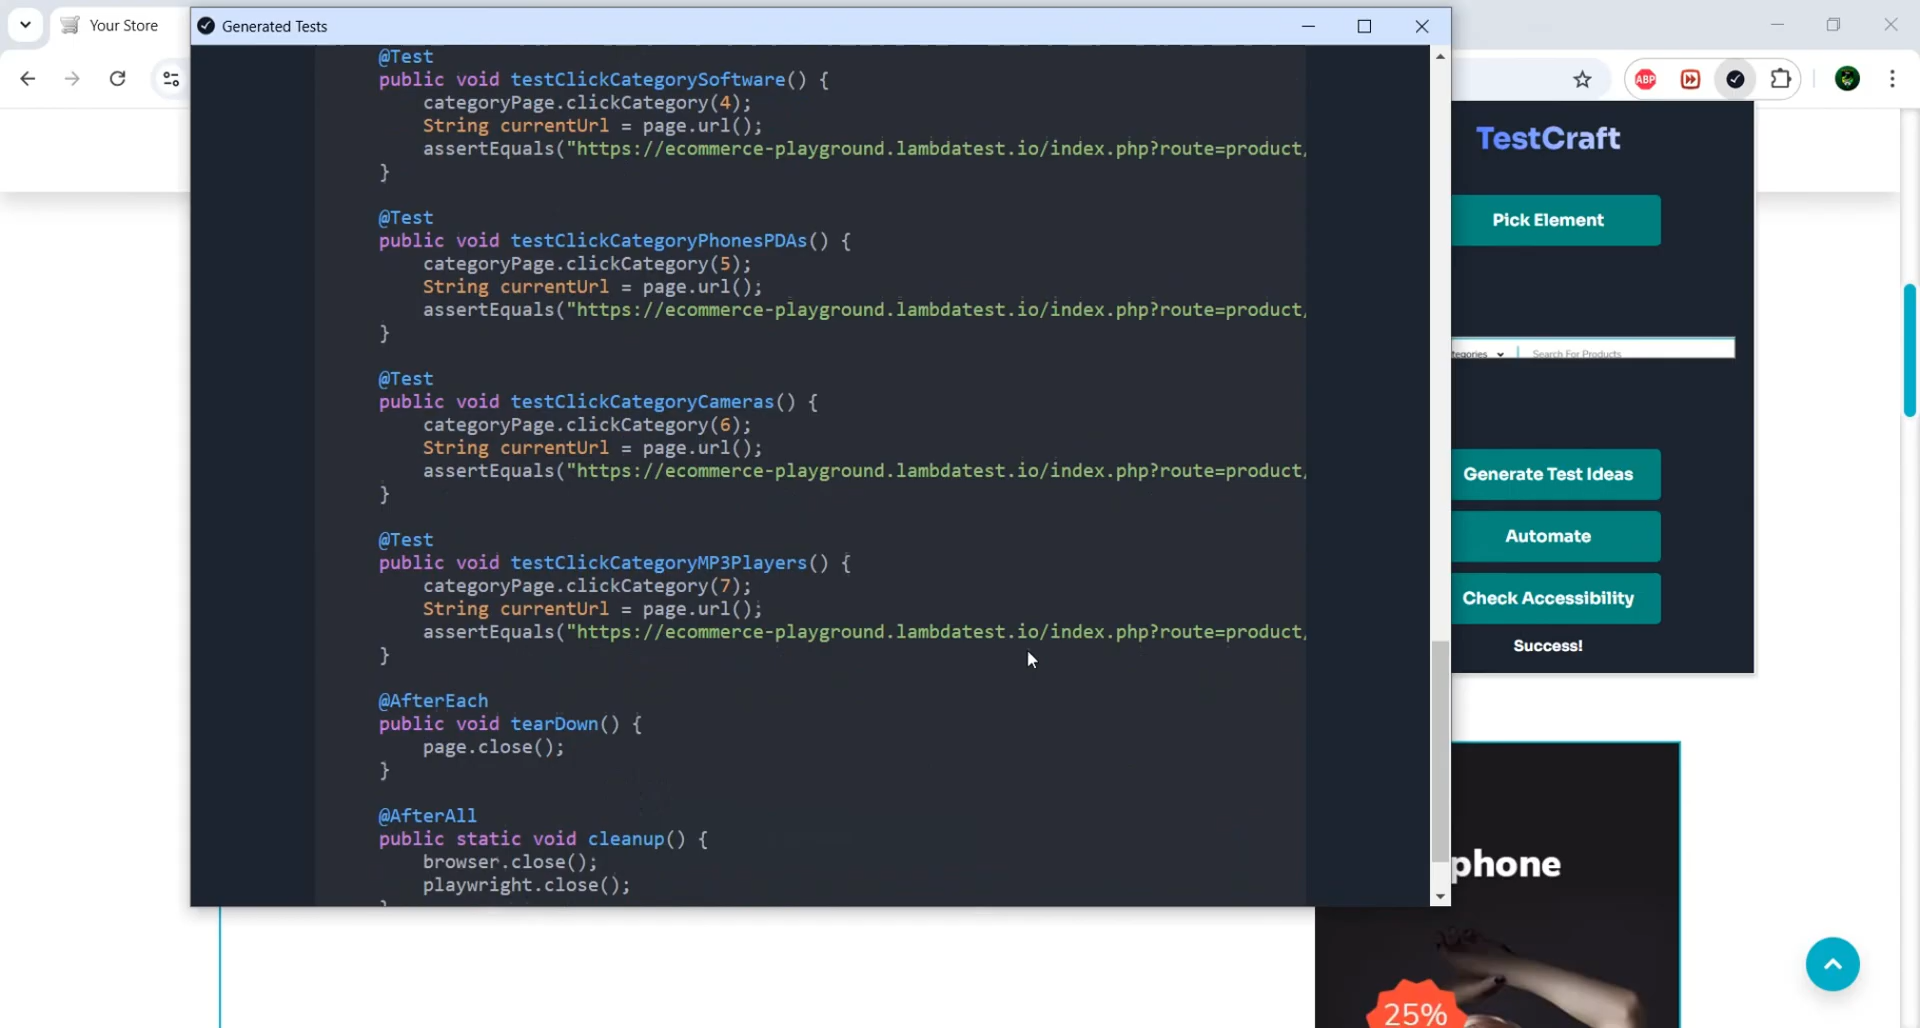 Your Store
Generated Tests
@Test
public void testClickCategorySoftware() {
categoryPage.clickCategory(4);
String currentUrl = page.url();
assertEquals("https://ecommerce-playground.lambdatest.io/index.php?route=product/
}
@Test
public void testClickCategoryPhonesPDAs() {
categoryPage.clickCategory(5);
String currentUrl = page.url();
assertEquals("https://ecommerce-playground.lambdatest.io/index.php?route=product/
}
@Test
public void testClickCategoryCameras() {
categoryPage.clickCategory(6);
String currentUrl = page.url();
assertEquals("https://ecommerce-playground.lambdatest.io/index.php?route=product/
}
@Test
public void testClickCategoryMP3Players() {
categoryPage.clickCategory(7);
String currentUrl = page.url();
assertEquals("https://ecommerce-playground.lambdatest.io/index.php?route=product/
}
@AfterEach
public void tearDown() {
page.close();
}
@AfterAll
public static void cleanup() {
browser.close();
playwright.close();
}
ABP
TestCraft
Pick Element
tegories
Search For Products
Generate Test Ideas
Automate
Check Accessibility
Success!
phone
25%